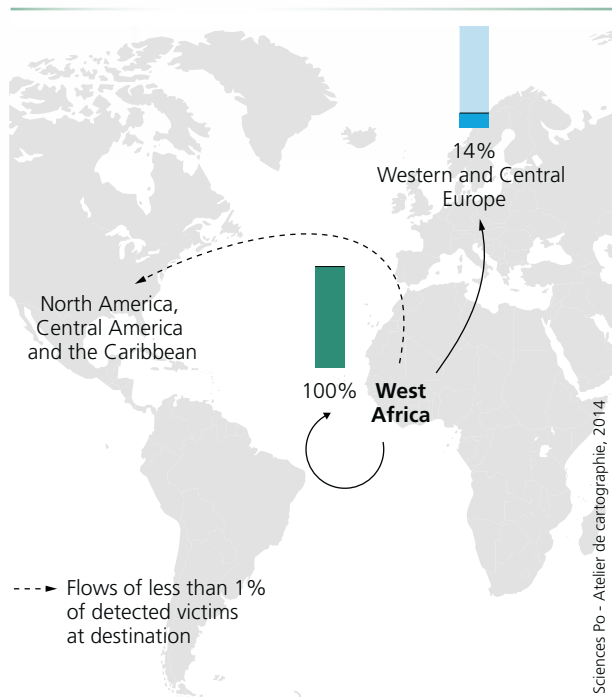 14%
Western and Central
Europe
North America,
Central America
and the Caribbean
100%
West
Africa
Flows of less than 1%
of detected victims
at destination
Sciences Po - Atelier de cartographie, 2014